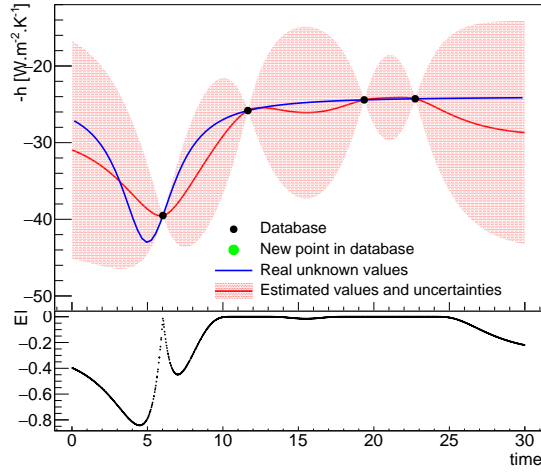 -h [W.m⁻².K⁻¹]
−20
−30
−40
−50
Database
New point in database
Real unknown values
Estimated values and uncertainties
EI
0
−0.2
−0.4
−0.6
−0.8
0 5 10 15 20 25 30
time